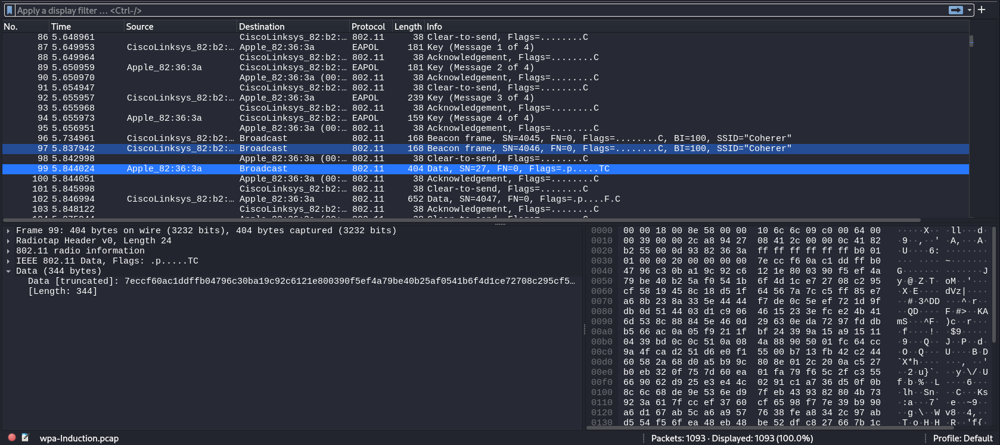 Apply a display filter … <Ctrl-/>
No. Time Source Destination Protocol Length Info
86 5.648961 CiscoLinksys_82:b2:… 802.11 38 Clear-to-send, Flags=........C
87 5.649953 CiscoLinksys_82:b2:… Apple_82:36:3a EAPOL 181 Key (Message 1 of 4)
88 5.649964 CiscoLinksys_82:b2:… 802.11 38 Acknowledgement, Flags=........C
89 5.650959 Apple_82:36:3a CiscoLinksys_82:b2:… EAPOL 181 Key (Message 2 of 4)
90 5.650970 Apple_82:36:3a (00:… 802.11 38 Acknowledgement, Flags=........C
91 5.654947 CiscoLinksys_82:b2:… 802.11 38 Clear-to-send, Flags=........C
92 5.655957 CiscoLinksys_82:b2:… Apple_82:36:3a EAPOL 239 Key (Message 3 of 4)
93 5.655968 CiscoLinksys_82:b2:… 802.11 38 Acknowledgement, Flags=........C
94 5.655973 Apple_82:36:3a CiscoLinksys_82:b2:… EAPOL 159 Key (Message 4 of 4)
95 5.656951 Apple_82:36:3a (00:… 802.11 38 Acknowledgement, Flags=........C
96 5.734961 CiscoLinksys_82:b2:… Broadcast 802.11 168 Beacon frame, SN=4045, FN=0, Flags=........C, BI=100, SSID="Coherer"
97 5.837942 CiscoLinksys_82:b2:… Broadcast 802.11 168 Beacon frame, SN=4046, FN=0, Flags=........C, BI=100, SSID="Coherer"
98 5.842998 Apple_82:36:3a (00:… 802.11 38 Clear-to-send, Flags=........C
99 5.844024 Apple_82:36:3a Broadcast 802.11 404 Data, SN=27, FN=0, Flags=.p.....TC
100 5.844051 Apple_82:36:3a (00:… 802.11 38 Acknowledgement, Flags=........C
101 5.845998 CiscoLinksys_82:b2:… 802.11 38 Clear-to-send, Flags=........C
102 5.846994 CiscoLinksys_82:b2:… Apple_82:36:3a 802.11 652 Data, SN=4047, FN=0, Flags=.p....F.C
103 5.848122 CiscoLinksys_82:b2:… 802.11 38 Acknowledgement, Flags=........C
Frame 99: 404 bytes on wire (3232 bits), 404 bytes captured (3232 bits)
Radiotap Header v0, Length 24
802.11 radio information
IEEE 802.11 Data, Flags: .p.....TC
Data (344 bytes)
Data [truncated]: 7eccf60ac1ddffb04796c30ba19c92c6121e800390f5ef4a79be40b25af0541b6f4d1ce72708c295cf5…
[Length: 344]
0000 00 00 18 00 8e 58 00 00 10 6c 6c 09 c0 00 64 00 ·····X·· ·ll···d·
0010 00 39 00 00 2c a8 94 27 08 41 2c 00 00 0c 41 82 ·9··,··' ·A,···A·
0020 b2 55 00 0d 93 82 36 3a ff ff ff ff ff ff b0 01 ·U····6: ········
0030 01 00 00 20 00 00 00 00 7e cc f6 0a c1 dd ff b0 ··· ···· ~·······
0040 47 96 c3 0b a1 9c 92 c6 12 1e 80 03 90 f5 ef 4a G······· ·······J
0050 79 be 40 b2 5a f0 54 1b 6f 4d 1c e7 27 08 c2 95 y·@·Z·T· oM··'···
0060 cf 58 19 45 8c 18 d5 1f 64 56 7a 7c c5 ff 85 e7 ·X·E···· dVz|····
0070 a6 8b 23 8a 33 5e 44 44 f7 de 0c 5e ef 72 1d 9f ··#·3^DD ···^·r··
0080 db 0d 51 44 03 d1 c9 06 46 15 23 3e fc e2 4b 41 ··QD···· F·#>··KA
0090 6d 53 8c 88 84 5e 46 0d 29 63 0e da 72 97 fd db mS···^F· )c··r···
00a0 b5 66 ac 0a 05 f9 21 1f bf 24 39 9a 15 a9 15 11 ·f····!· ·$9·····
00b0 04 39 bd 0c 0c 51 0a 08 4a 88 90 50 01 fc 64 cc ·9···Q·· J··P··d·
00c0 9a 4f ca d2 51 d6 e0 f1 55 00 b7 13 fb 42 c2 44 ·O··Q··· U····B·D
00d0 60 58 2a 68 d0 a5 b9 9c 80 8e 01 2c 20 0a c5 27 `X*h···· ···, ··'
00e0 b0 eb 32 0f 75 7d 60 ea 01 fa 79 f6 5c 2f c3 55 ··2·u}`· ··y·\/·U
00f0 66 90 62 d9 25 e3 e4 4c 02 91 c1 a7 36 d5 0f 0b f·b·%··L ····6···
0100 8c 6c 68 de 9e 53 6e d9 7f eb 43 93 82 80 4b 73 ·lh··Sn· ··C···Ks
0110 92 3a 61 7f cc ef 37 60 cf 65 98 f7 7e 39 b9 90 ·:a···7` ·e··~9··
0120 a6 d1 67 ab 5c a6 a9 57 76 38 fe a8 34 2c 97 ab ··g·\··W v8··4,··
0130 d5 54 f5 6f ea 48 eb 48 be 52 df c8 27 66 7b 1c ·T·o·H·H ·R··'f{·
wpa-Induction.pcap Packets: 1093 · Displayed: 1093 (100.0%) Profile: Default